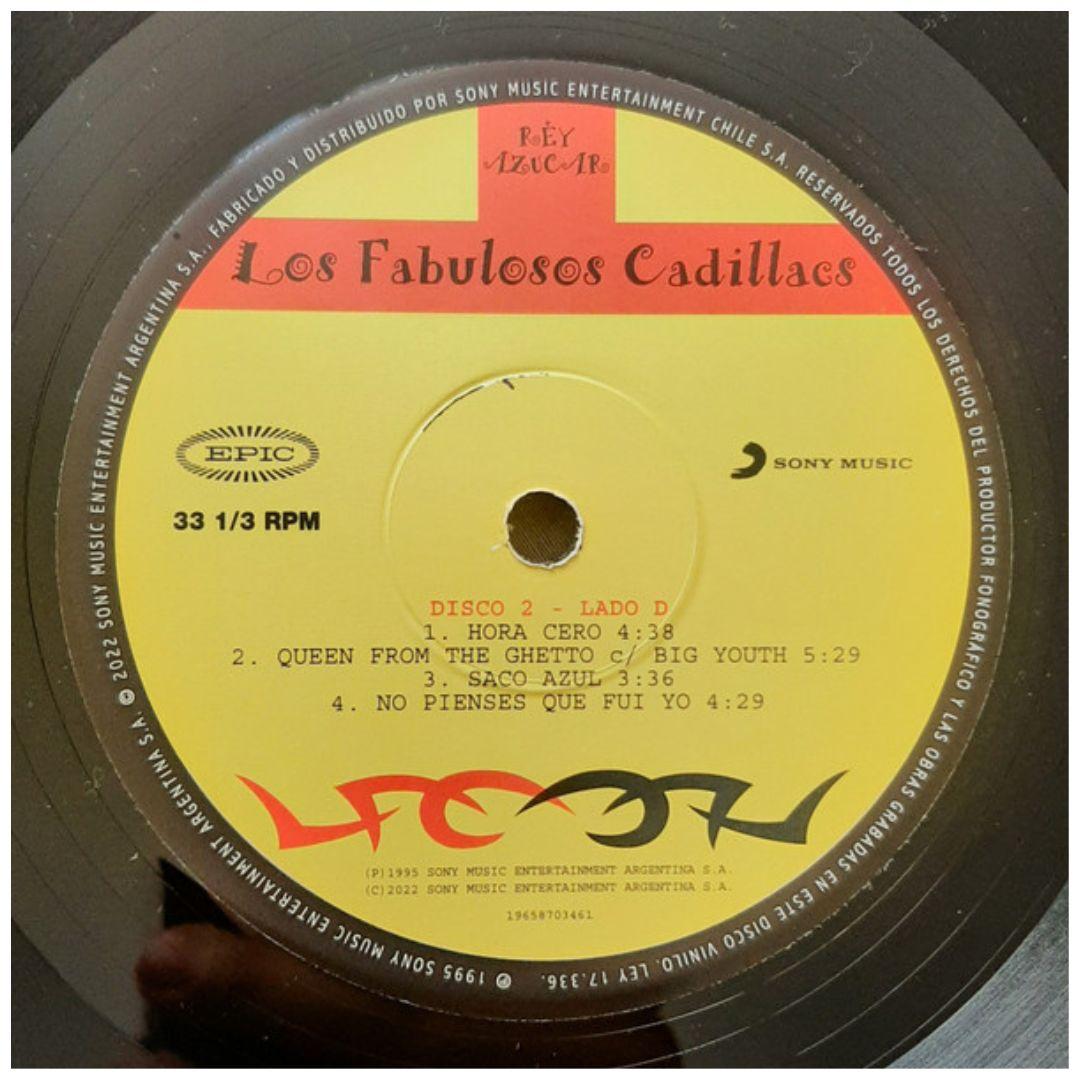 REY
AZUCAR
Los Fabulosos Cadillacs
EPIC
SONY MUSIC
33 1/3 RPM
DISCO 2 - LADO D
1. HORA CERO 4:38
2. QUEEN FROM THE GHETTO c/ BIG YOUTH 5:29
3. SACO AZUL 3:36
4. NO PIENSES QUE FUI YO 4:29
LFC
(P)1995 SONY MUSIC ENTERTAINMENT ARGENTINA S.A.
(C)2022 SONY MUSIC ENTERTAINMENT ARGENTINA S.A.
19658703461
℗ 1995 SONY MUSIC ENTERTAINMENT ARGENTINA S.A. ℗ 2022 SONY MUSIC ENTERTAINMENT ARGENTINA S.A., FABRICADO Y DISTRIBUIDO POR SONY MUSIC ENTERTAINMENT CHILE S.A. RESERVADOS TODOS LOS DERECHOS DEL PRODUCTOR FONOGRÁFICO Y LAS OBRAS GRABADAS EN ESTE DISCO VINILO. LEY 17.336.